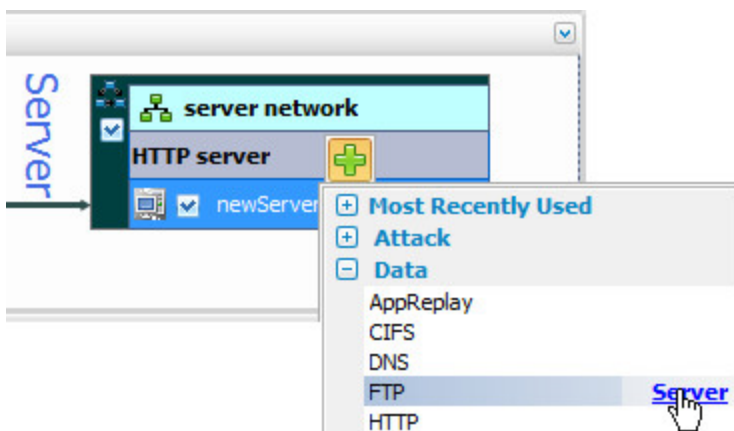 Server
server network
HTTP server
newServer
Most Recently Used
Attack
Data
AppReplay
CIFS
DNS
FTP Server
HTTP